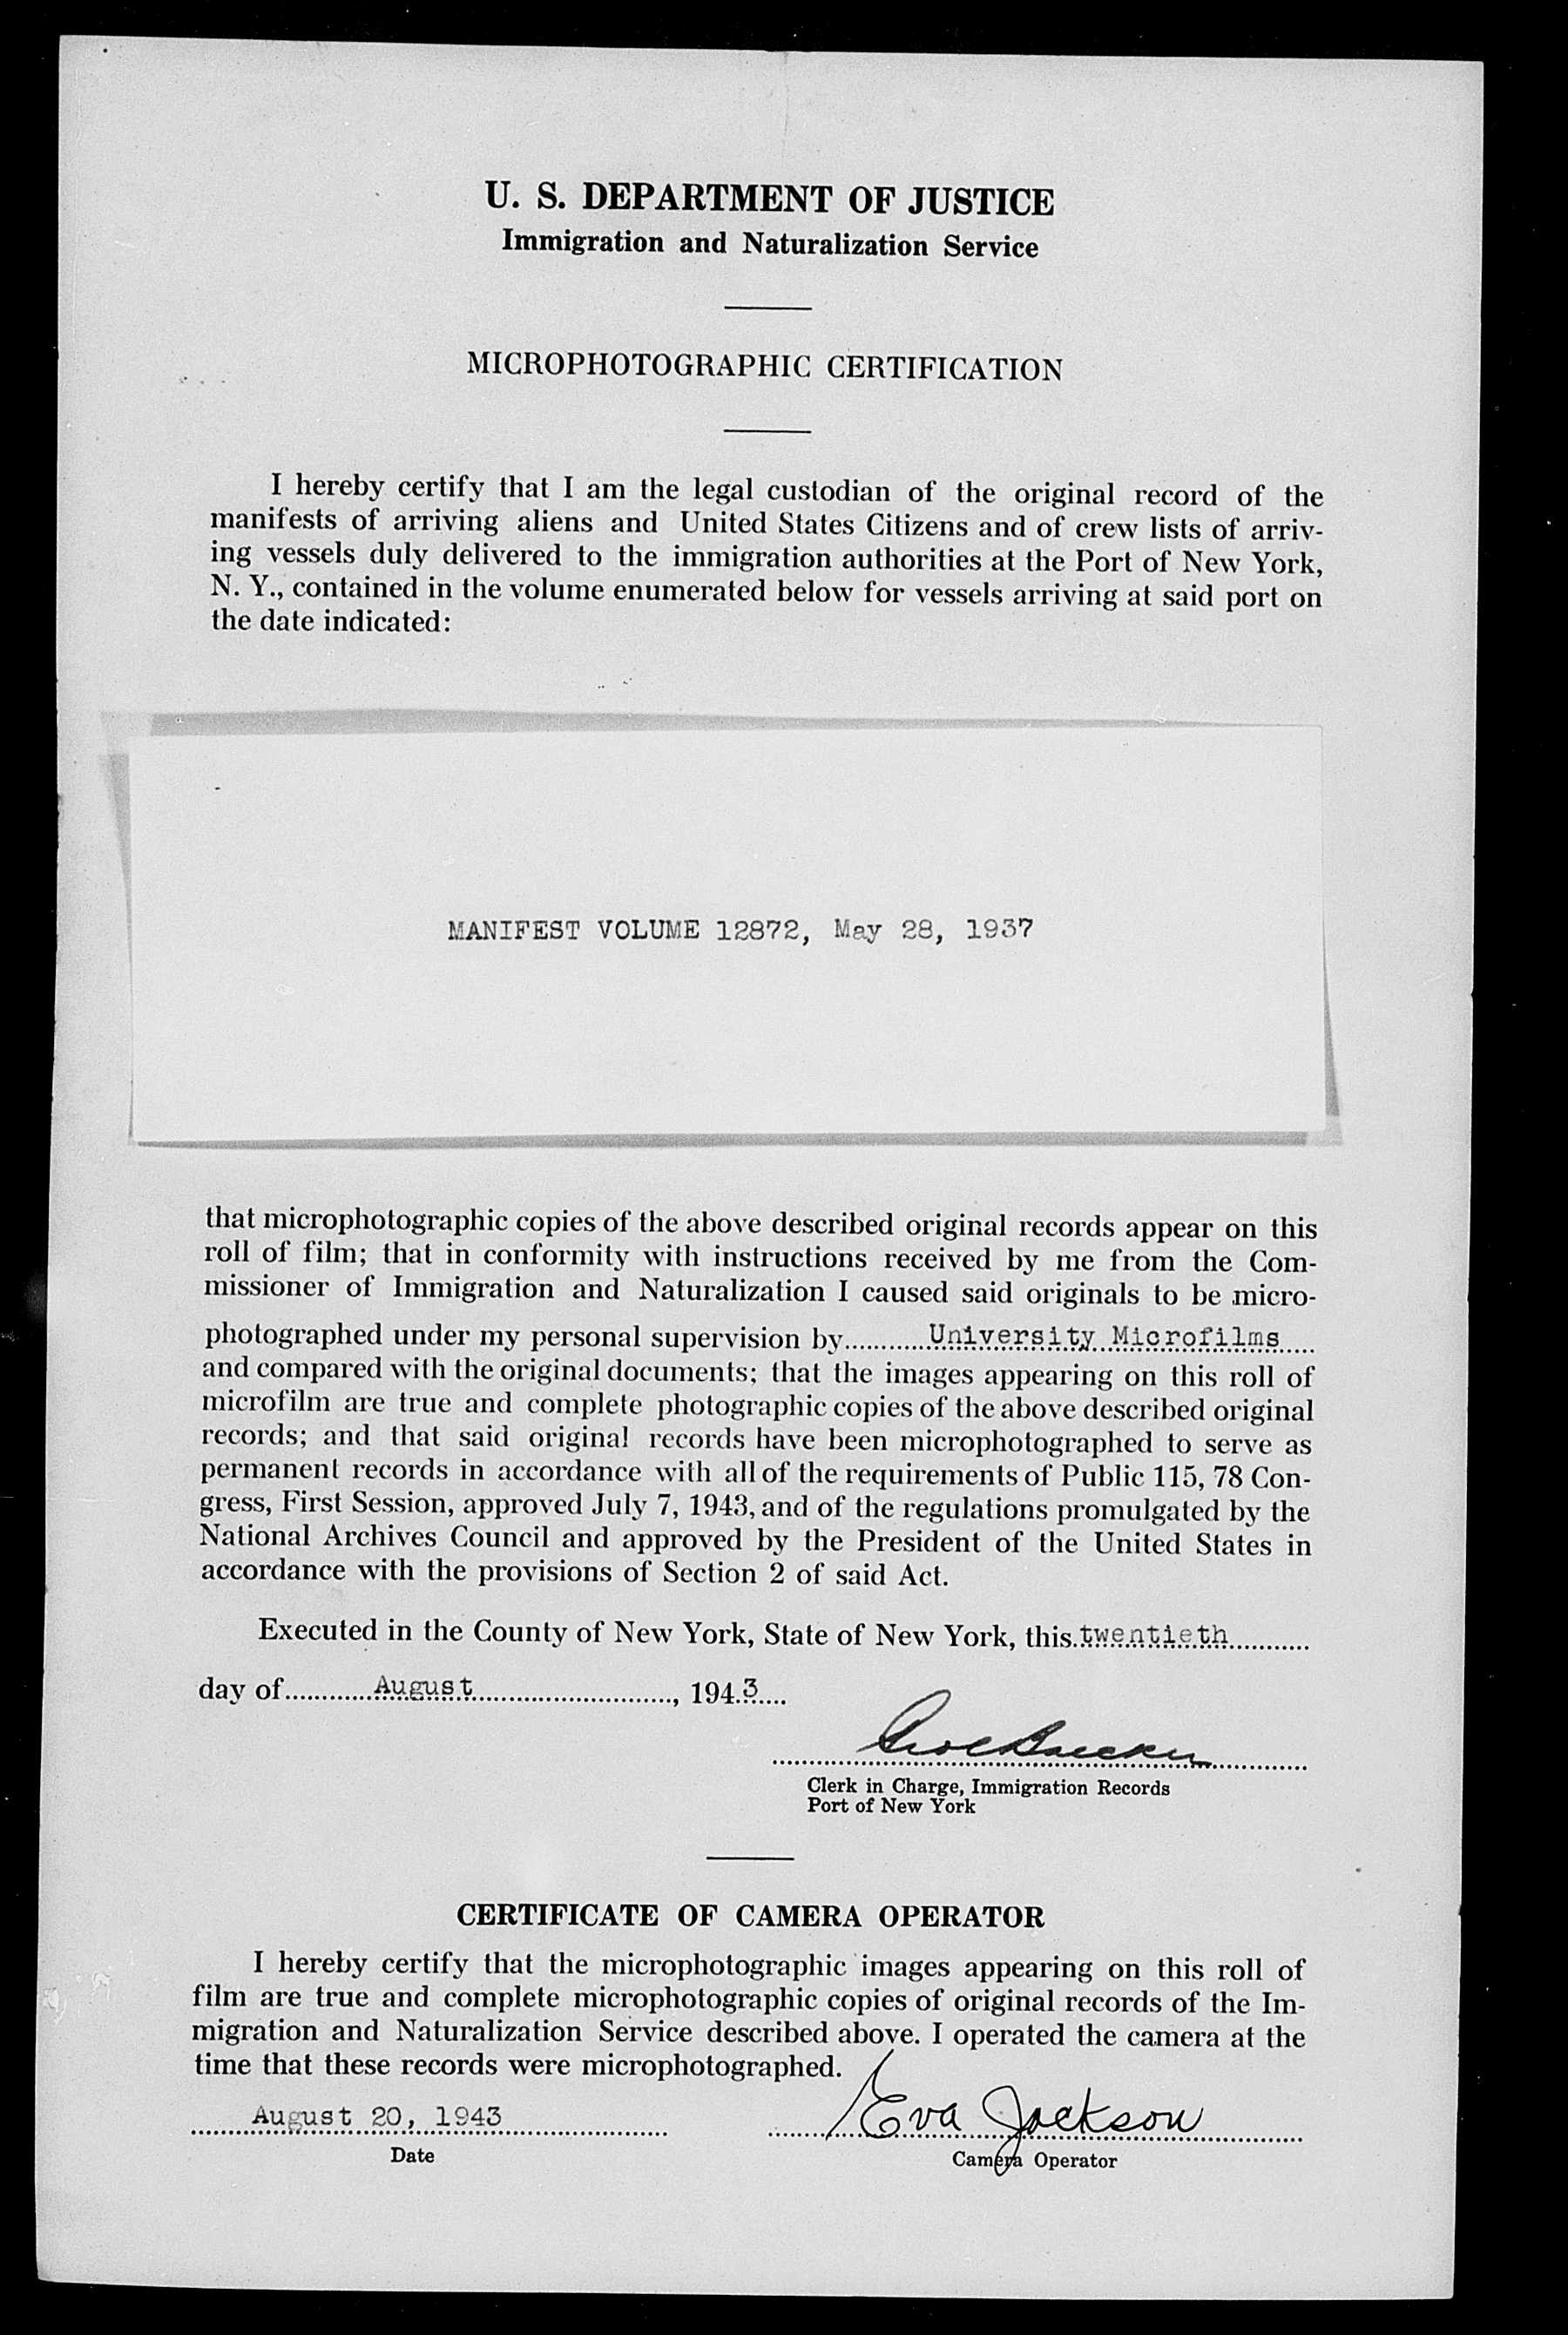 U. S. DEPARTMENT OF JUSTICE
Immigration and Naturalization Service
MICROPHOTOGRAPHIC CERTIFICATION
I hereby certify that I am the legal custodian of the original record of the
manifests of arriving aliens and United States Citizens and of crew lists of arriv-
ing vessels duly delivered to the immigration authorities at the Port of New York,
N. Y., contained in the volume enumerated below for vessels arriving at said port on
the date indicated:
MANIFEST VOLUME 12872, May 28, 1937
that microphotographic copies of the above described original records appear on this
roll of film; that in conformity with instructions received by me from the Com-
missioner of Immigration and Naturalization I caused said originals to be micro-
photographed under my personal supervision by University Microfilms
and compared with the original documents; that the images appearing on this roll of
microfilm are true and complete photographic copies of the above described original
records; and that said original records have been microphotographed to serve as
permanent records in accordance with all of the requirements of Public 115, 78 Con-
gress, First Session, approved July 7, 1943, and of the regulations promulgated by the
National Archives Council and approved by the President of the United States in
accordance with the provisions of Section 2 of said Act.
Executed in the County of New York, State of New York, this twentieth
day of August, 1943
Clerk in Charge, Immigration Records
Port of New York
CERTIFICATE OF CAMERA OPERATOR
I hereby certify that the microphotographic images appearing on this roll of
film are true and complete microphotographic copies of original records of the Im-
migration and Naturalization Service described above. I operated the camera at the
time that these records were microphotographed.
August 20, 1943 Eva Jackson
Date Camera Operator